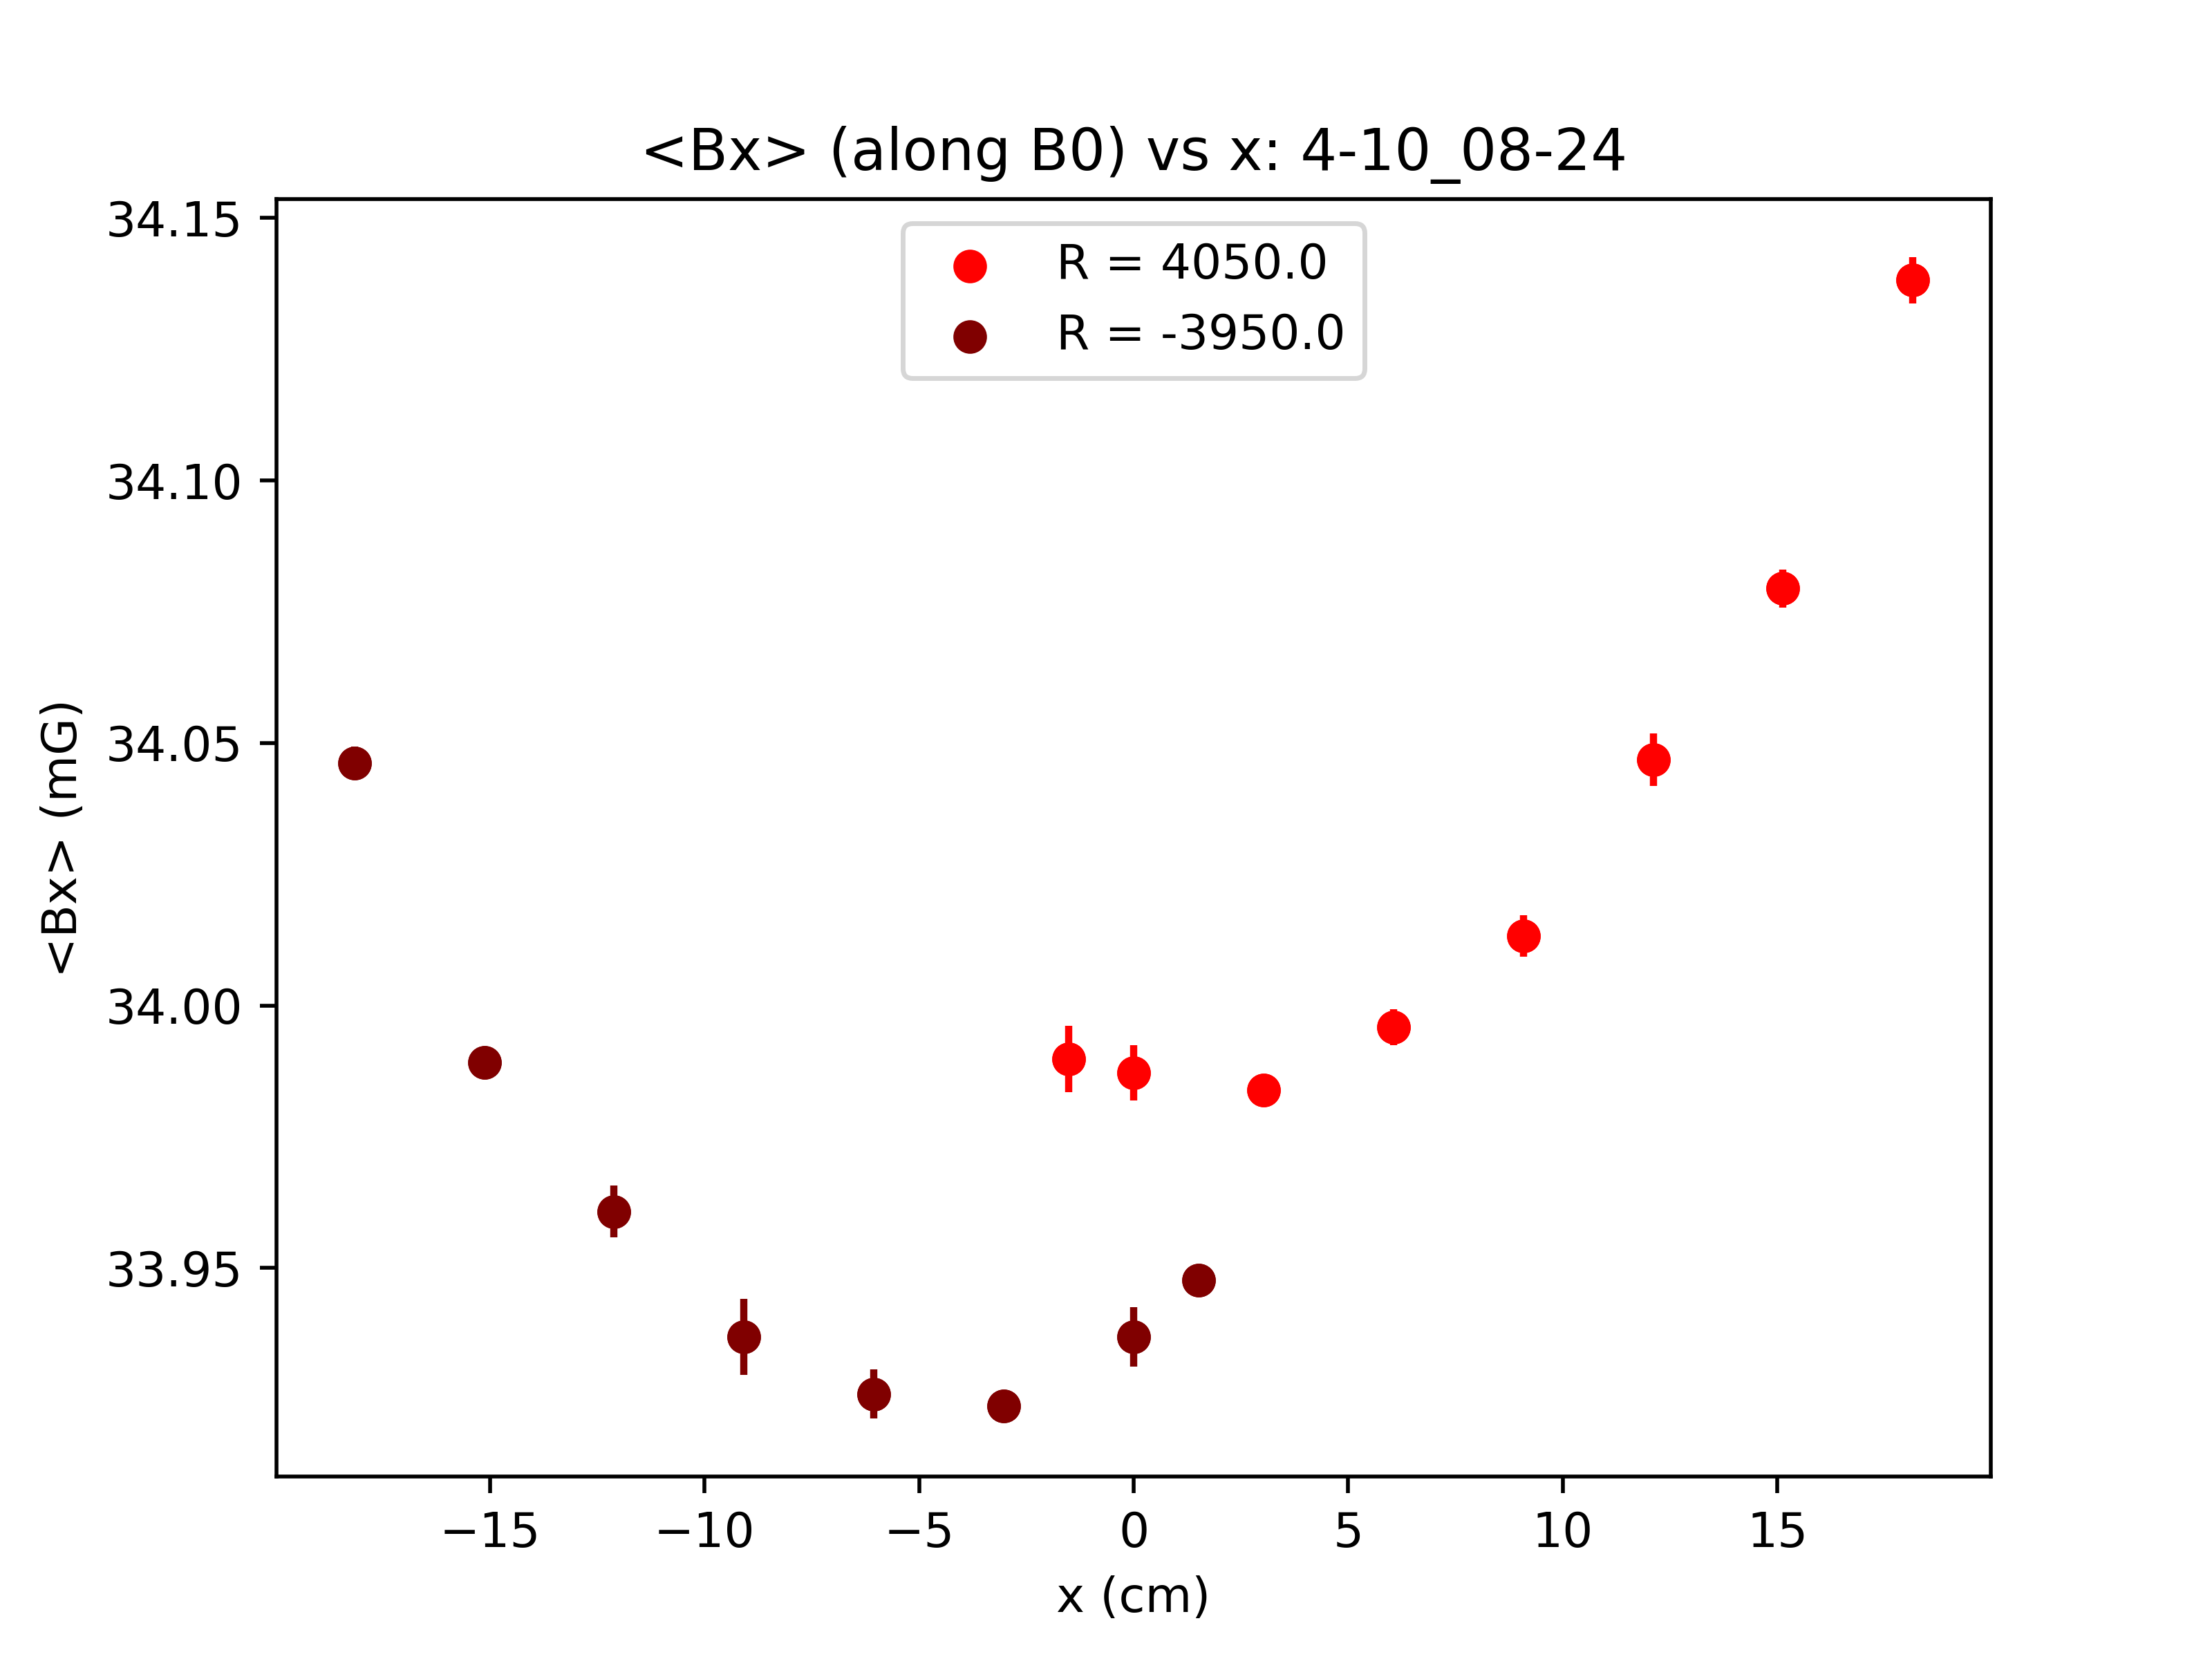 <Bx> (along B0) vs x: 4-10_08-24
R = 4050.0
R = -3950.0
34.15
34.10
34.05
34.00
33.95
<Bx> (mG)
−15 −10 −5 0 5 10 15
x (cm)